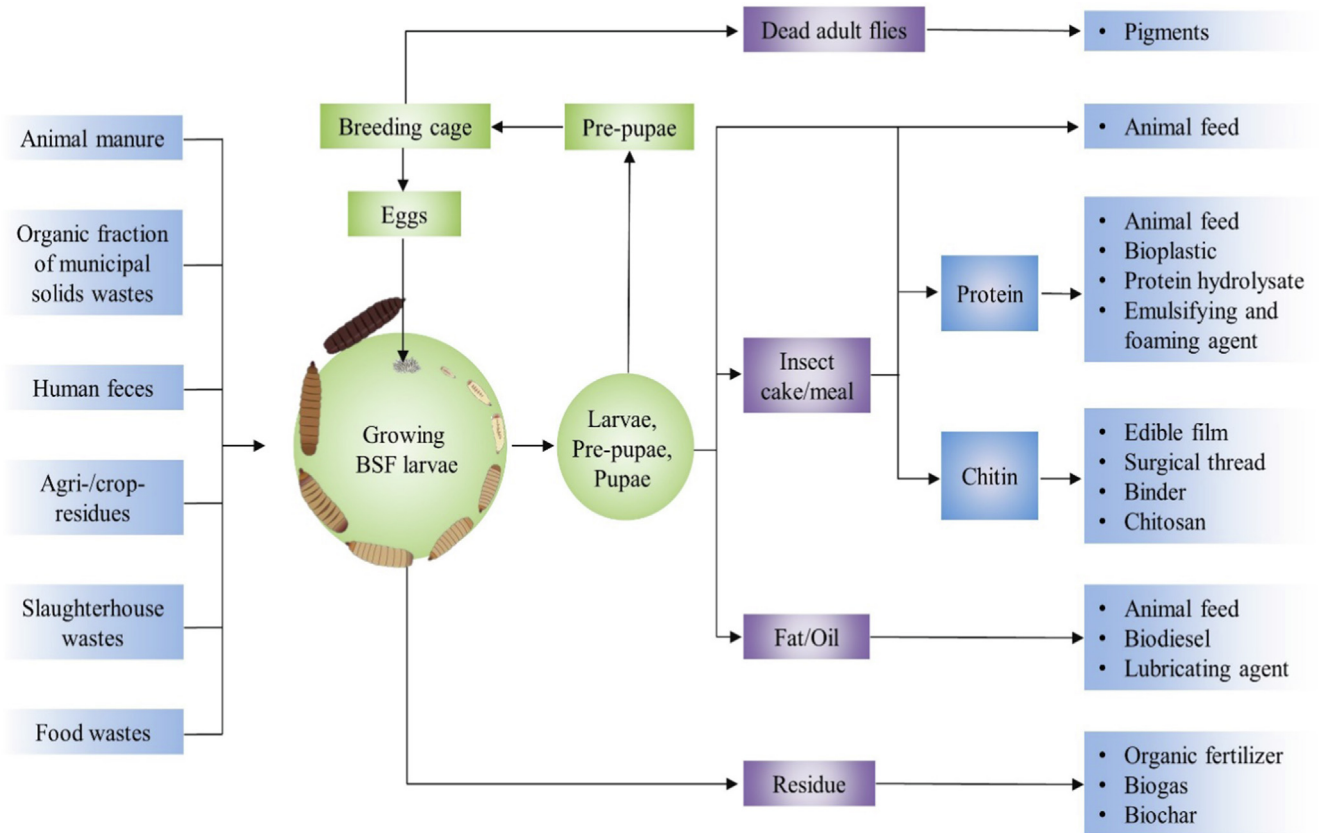 Dead adult flies
• Pigments
Animal manure
Organic fraction
of municipal
solids wastes
Human feces
Agri-/crop-
residues
Slaughterhouse
wastes
Food wastes
Breeding cage
Pre-pupae
Eggs
Growing
BSF larvae
Larvae,
Pre-pupae,
Pupae
• Animal feed
Insect
cake/meal
Protein
• Animal feed
• Bioplastic
• Protein hydrolysate
• Emulsifying and
foaming agent
Chitin
• Edible film
• Surgical thread
• Binder
• Chitosan
Fat/Oil
• Animal feed
• Biodiesel
• Lubricating agent
Residue
• Organic fertilizer
• Biogas
• Biochar